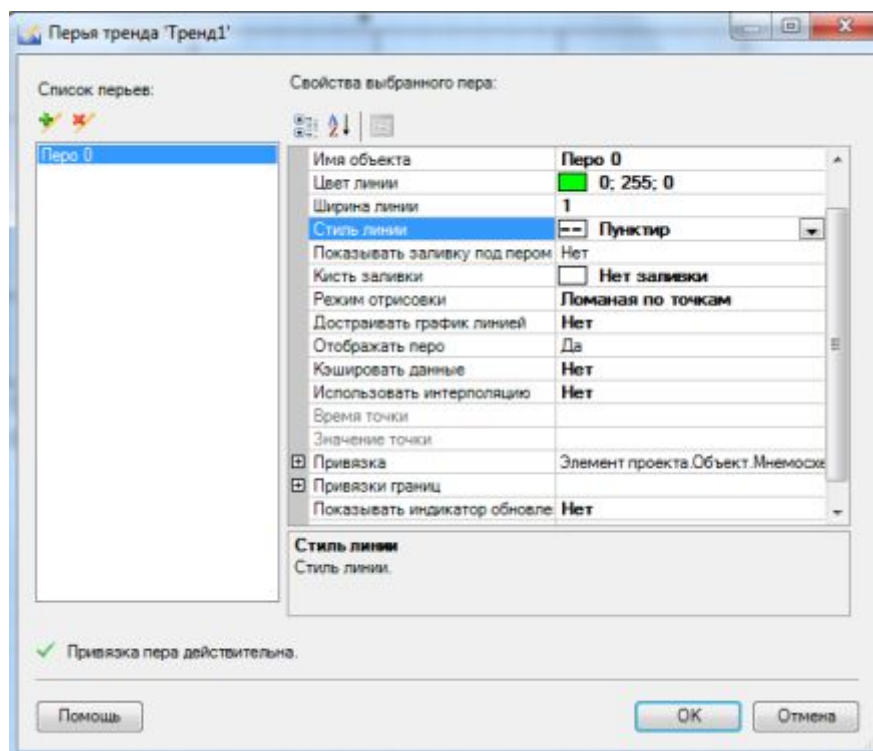 Перья тренда 'Тренд1'
Список перьев:
Свойства выбранного пера:
Перо 0
Имя объекта Перо 0
Цвет линии 0; 255; 0
Ширина линии 1
Стиль линии Пунктир
Показывать заливку под пером Нет
Кисть заливки Нет заливки
Режим отрисовки Ломаная по точкам
Достраивать график линией Нет
Отображать перо Да
Кэшировать данные Нет
Использовать интерполяцию Нет
Время точки
Значение точки
Привязка Элемент проекта.Объект.Мнемосхе
Привязки границ
Показывать индикатор обновле Нет
Стиль линии
Стиль линии.
Привязка пера действительна.
Помощь
OK
Отмена